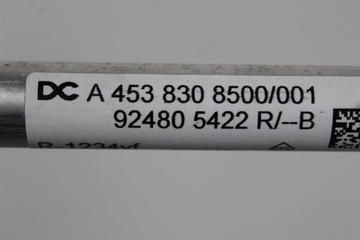 DC A 453 830 8500/001
92480 5422 R/--B
R-1234yf